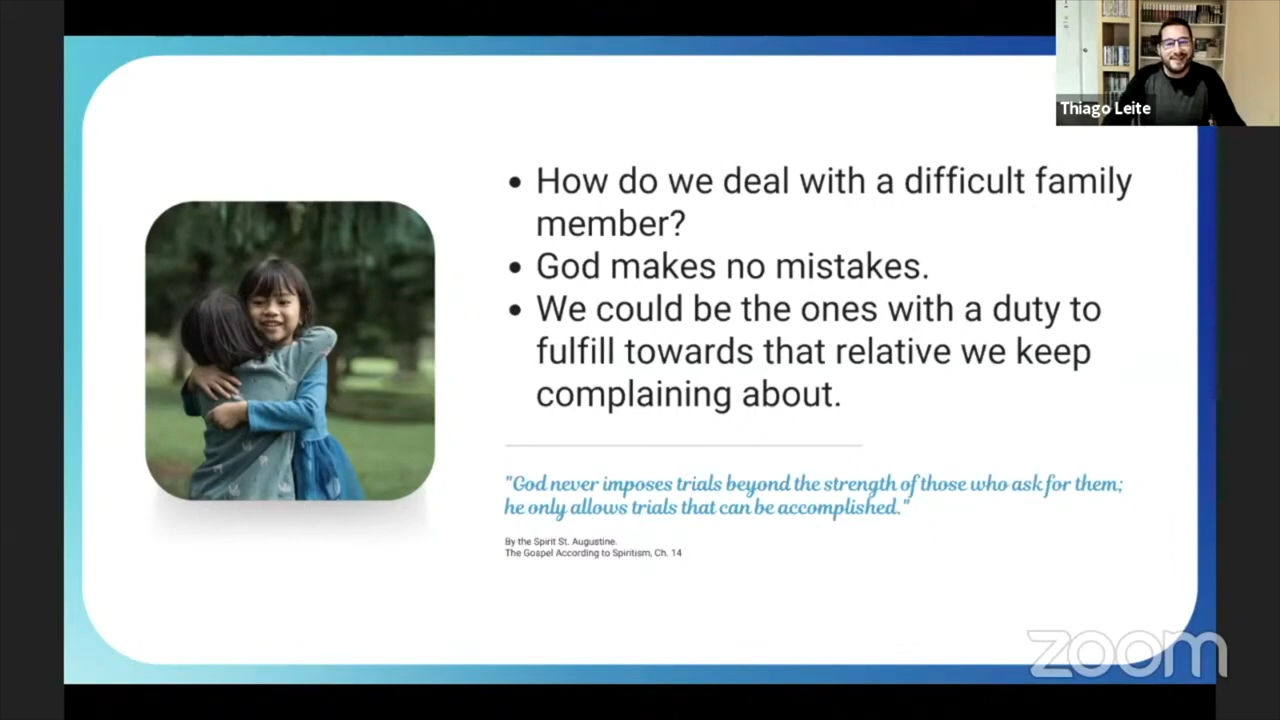 Thiago Leite
• How do we deal with a difficult family
member?
• God makes no mistakes.
• We could be the ones with a duty to
fulfill towards that relative we keep
complaining about.
"God never imposes trials beyond the strength of those who ask for them;
he only allows trials that can be accomplished."
By the Spirit St. Augustine.
The Gospel According to Spiritism, Ch. 14
zoom